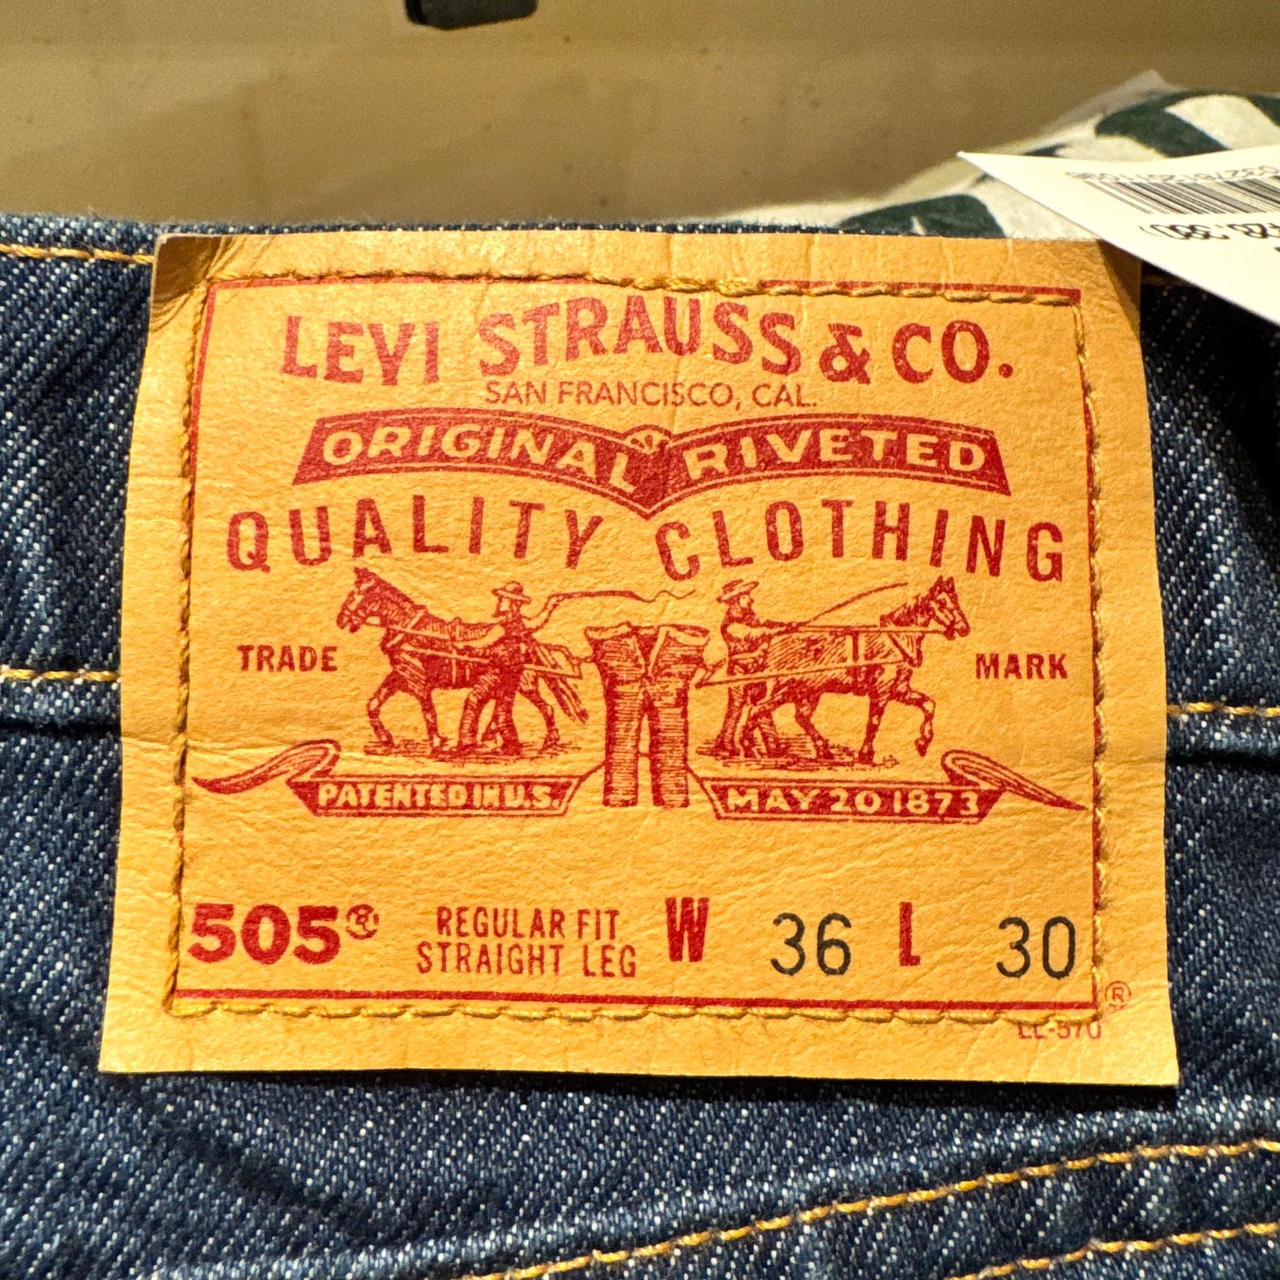 LEVI STRAUSS & CO.
SAN FRANCISCO, CAL.
ORIGINAL RIVETED
QUALITY CLOTHING
TRADE MARK
PATENTED IN U.S. MAY 20 1873
505® REGULAR FIT W 36 L 30
STRAIGHT LEG
®